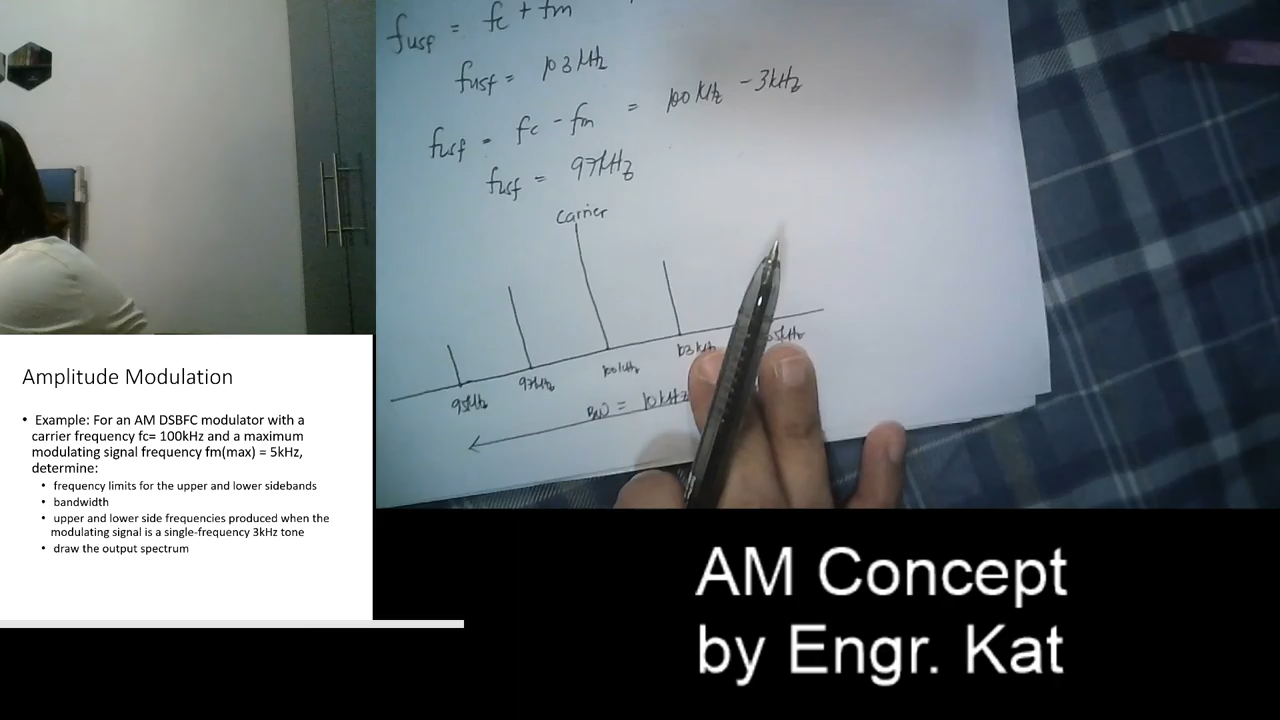 fusf = fc + fm
fusf = 103kHz
fusf = fc - fm = 100kHz - 3kHz
fusf = 97kHz
Carrier
95kHz 97kHz 100kHz 103kHz
BW = 10kHz
Amplitude Modulation
• Example: For an AM DSBFC modulator with a
carrier frequency fc= 100kHz and a maximum
modulating signal frequency fm(max) = 5kHz,
determine:
• frequency limits for the upper and lower sidebands
• bandwidth
• upper and lower side frequencies produced when the
modulating signal is a single-frequency 3kHz tone
• draw the output spectrum
AM Concept
by Engr. Kat